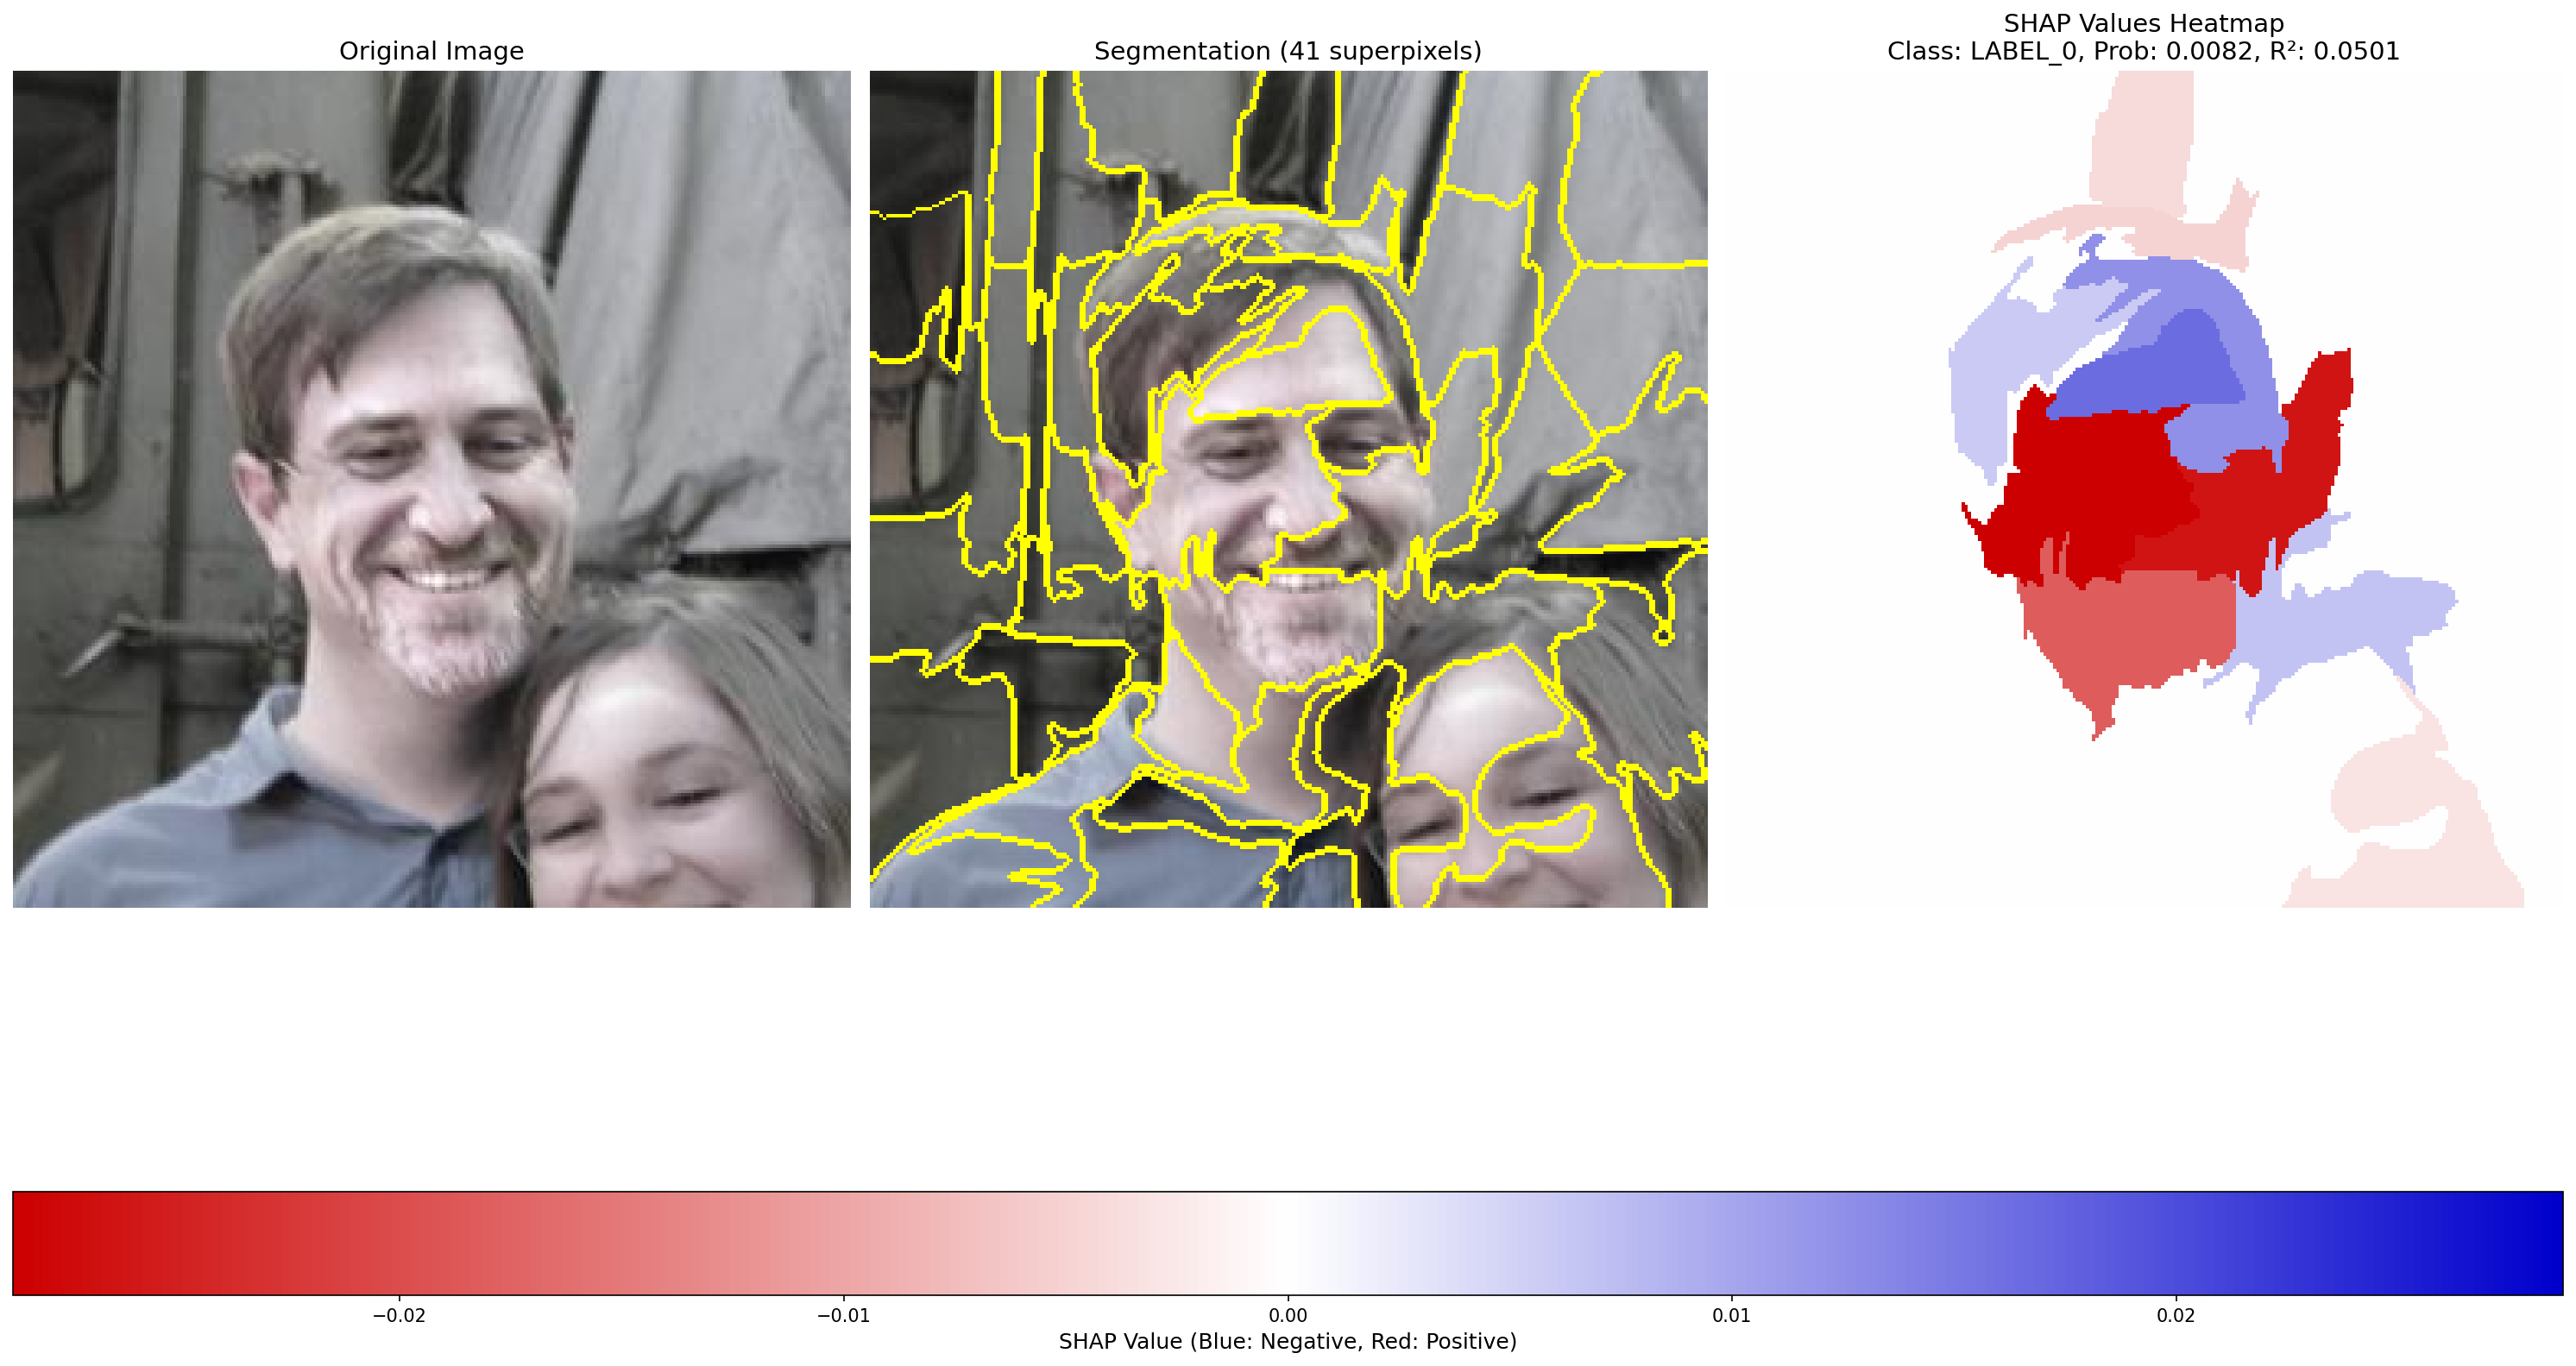 Original Image
Segmentation (41 superpixels)
SHAP Values Heatmap
Class: LABEL_0, Prob: 0.0082, R²: 0.0501
−0.02
−0.01
0.00
0.01
0.02
SHAP Value (Blue: Negative, Red: Positive)